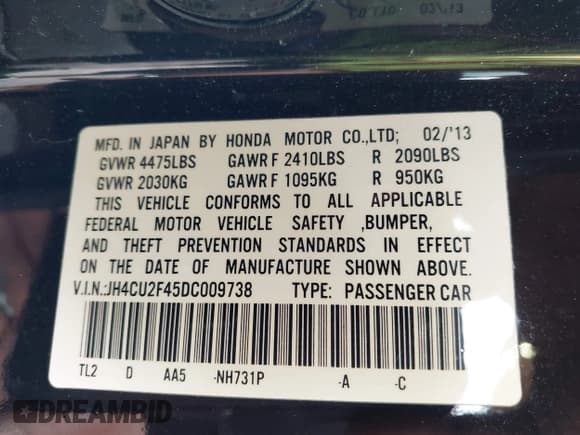 02/'13
MFD. IN JAPAN BY HONDA MOTOR CO.,LTD; 02/'13
GVWR 4475LBS GAWR F 2410LBS R 2090LBS
GVWR 2030KG GAWR F 1095KG R 950KG
THIS VEHICLE CONFORMS TO ALL APPLICABLE
FEDERAL MOTOR VEHICLE SAFETY ,BUMPER,
AND THEFT PREVENTION STANDARDS IN EFFECT
ON THE DATE OF MANUFACTURE SHOWN ABOVE.
V.I.N.:JH4CU2F45DC009738 TYPE: PASSENGER CAR
TL2 D AA5 -NH731P -A -C
DREAMBID